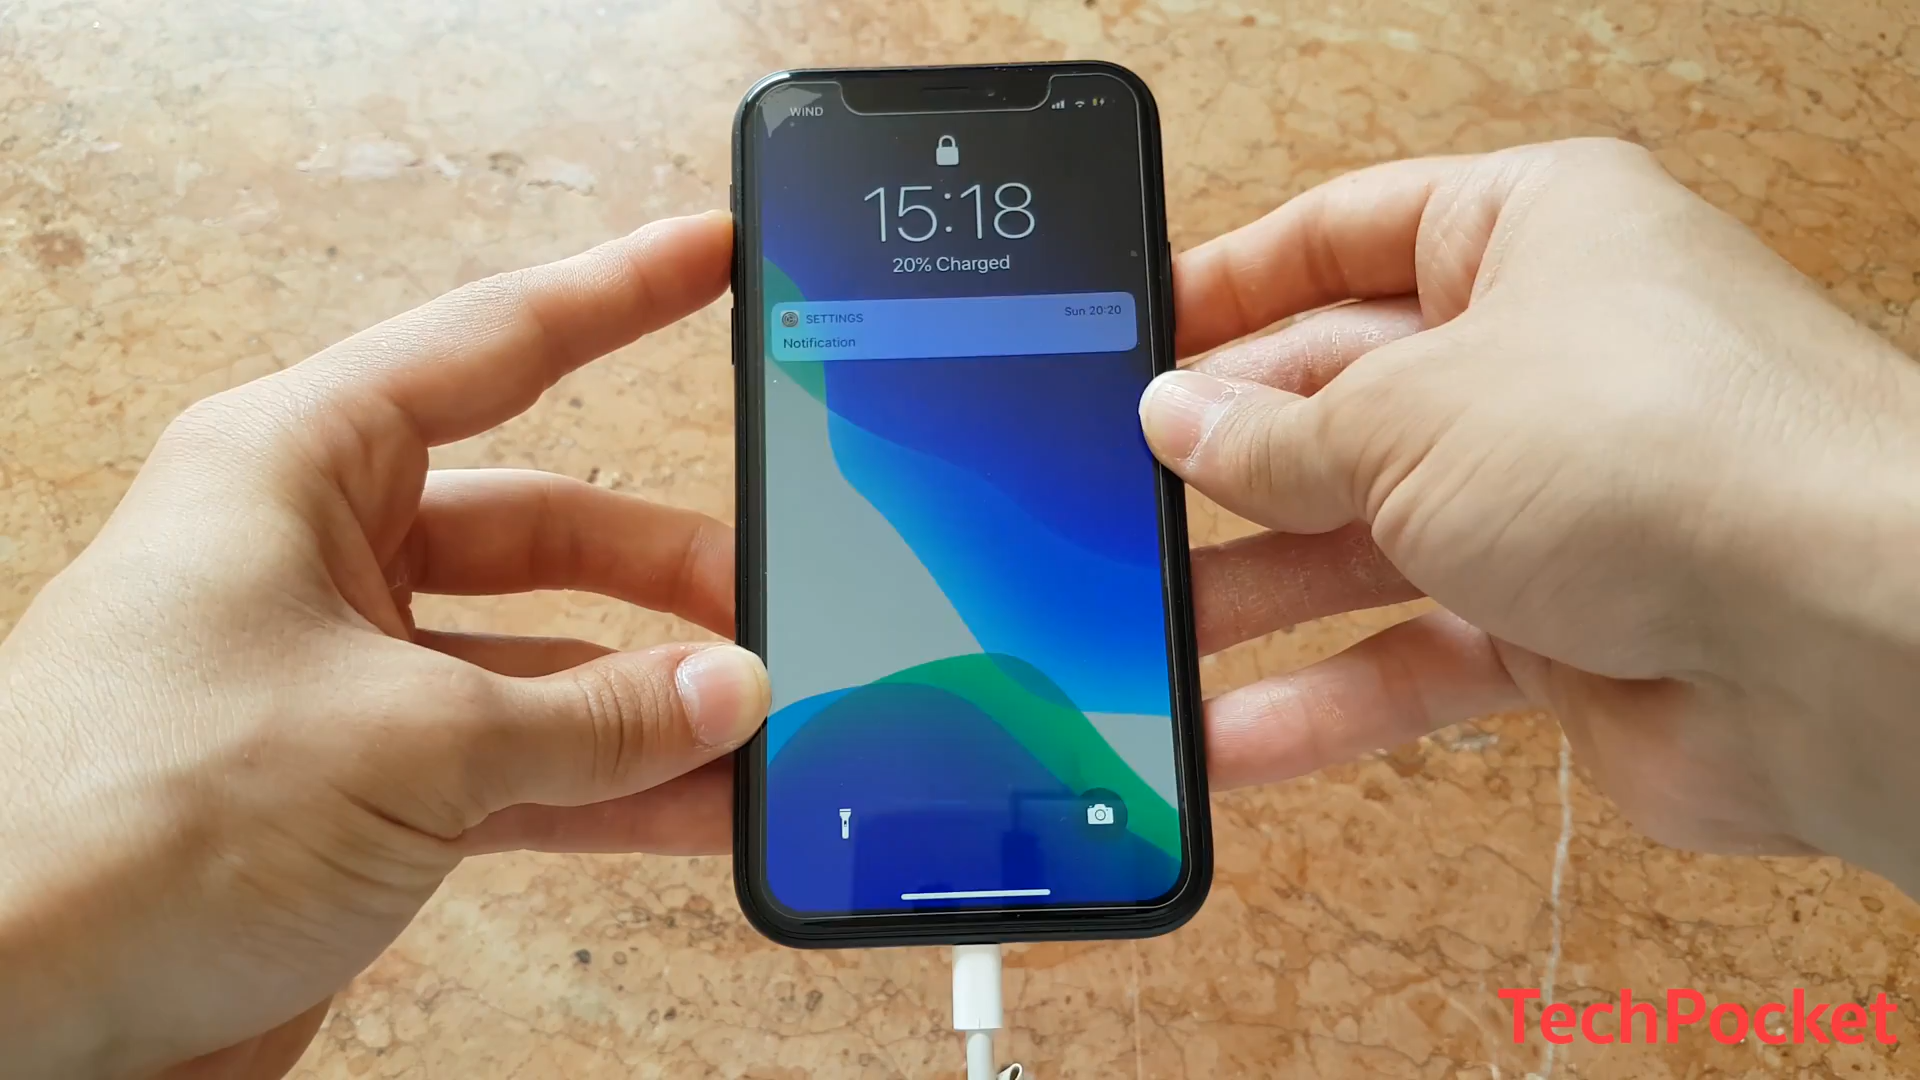 WIND
15:18
20% Charged
SETTINGS
Sun 20:20
Notification
TechPocket